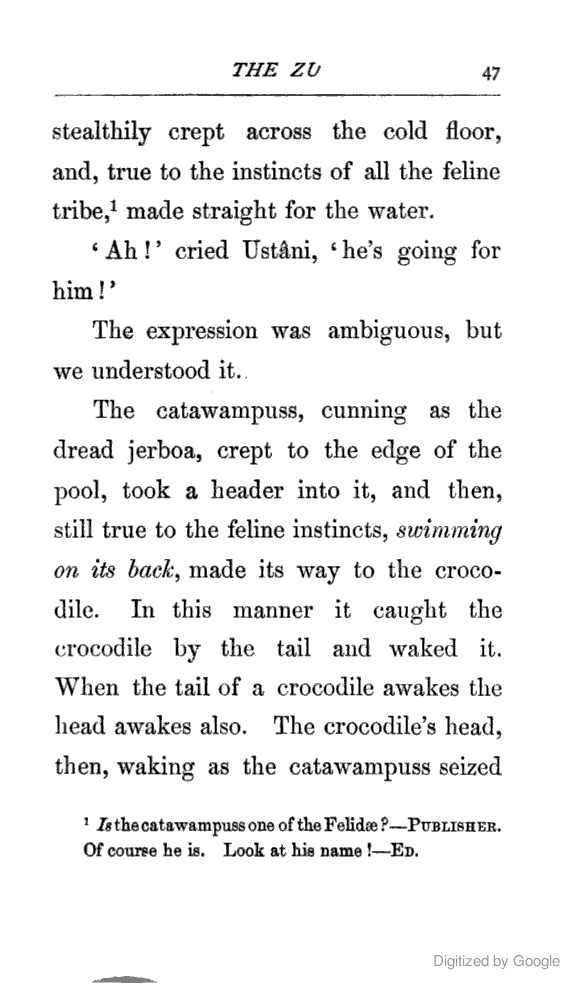 THE ZU 47
stealthily crept across the cold floor,
and, true to the instincts of all the feline
tribe,¹ made straight for the water.
‘ Ah ! ’ cried Ustâni, ‘ he’s going for
him ! ’
The expression was ambiguous, but
we understood it.
The catawampuss, cunning as the
dread jerboa, crept to the edge of the
pool, took a header into it, and then,
still true to the feline instincts, swimming
on its back, made its way to the croco-
dile. In this manner it caught the
crocodile by the tail and waked it.
When the tail of a crocodile awakes the
head awakes also. The crocodile’s head,
then, waking as the catawampuss seized
¹ Is the catawampuss one of the Felidæ ?—PUBLISHER.
Of course he is. Look at his name !—ED.
Digitized by Google